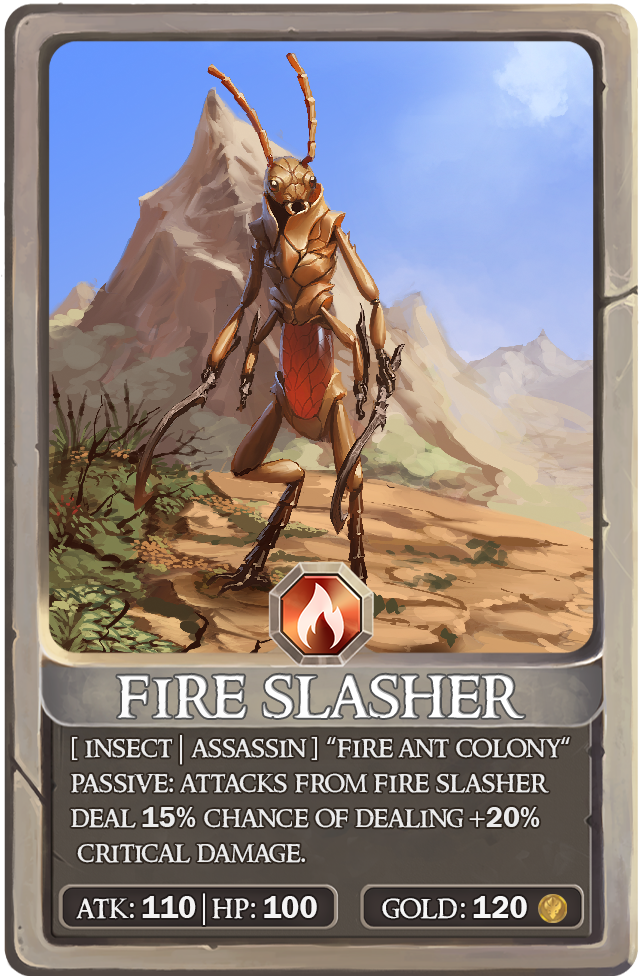 FIRE SLASHER
[ INSECT | ASSASSIN ] “FIRE ANT COLONY“
PASSIVE: ATTACKS FROM FIRE SLASHER
DEAL 15% CHANCE OF DEALING +20%
CRITICAL DAMAGE.
ATK: 110 | HP: 100 GOLD: 120